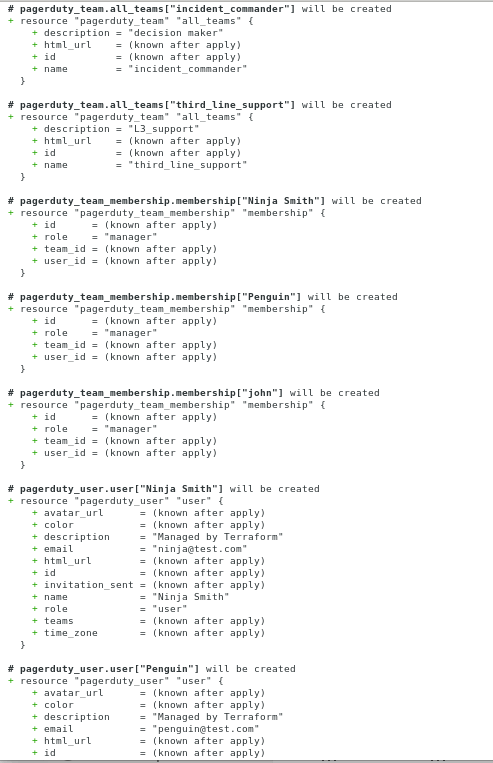 # pagerduty_team.all_teams["incident_commander"] will be created
+ resource "pagerduty_team" "all_teams" {
+ description = "decision maker"
+ html_url = (known after apply)
+ id = (known after apply)
+ name = "incident_commander"
}
# pagerduty_team.all_teams["third_line_support"] will be created
+ resource "pagerduty_team" "all_teams" {
+ description = "L3_support"
+ html_url = (known after apply)
+ id = (known after apply)
+ name = "third_line_support"
}
# pagerduty_team_membership.membership["Ninja Smith"] will be created
+ resource "pagerduty_team_membership" "membership" {
+ id = (known after apply)
+ role = "manager"
+ team_id = (known after apply)
+ user_id = (known after apply)
}
# pagerduty_team_membership.membership["Penguin"] will be created
+ resource "pagerduty_team_membership" "membership" {
+ id = (known after apply)
+ role = "manager"
+ team_id = (known after apply)
+ user_id = (known after apply)
}
# pagerduty_team_membership.membership["john"] will be created
+ resource "pagerduty_team_membership" "membership" {
+ id = (known after apply)
+ role = "manager"
+ team_id = (known after apply)
+ user_id = (known after apply)
}
# pagerduty_user.user["Ninja Smith"] will be created
+ resource "pagerduty_user" "user" {
+ avatar_url = (known after apply)
+ color = (known after apply)
+ description = "Managed by Terraform"
+ email = "ninja@test.com"
+ html_url = (known after apply)
+ id = (known after apply)
+ invitation_sent = (known after apply)
+ name = "Ninja Smith"
+ role = "user"
+ teams = (known after apply)
+ time_zone = (known after apply)
}
# pagerduty_user.user["Penguin"] will be created
+ resource "pagerduty_user" "user" {
+ avatar_url = (known after apply)
+ color = (known after apply)
+ description = "Managed by Terraform"
+ email = "penguin@test.com"
+ html_url = (known after apply)
+ id = (known after apply)